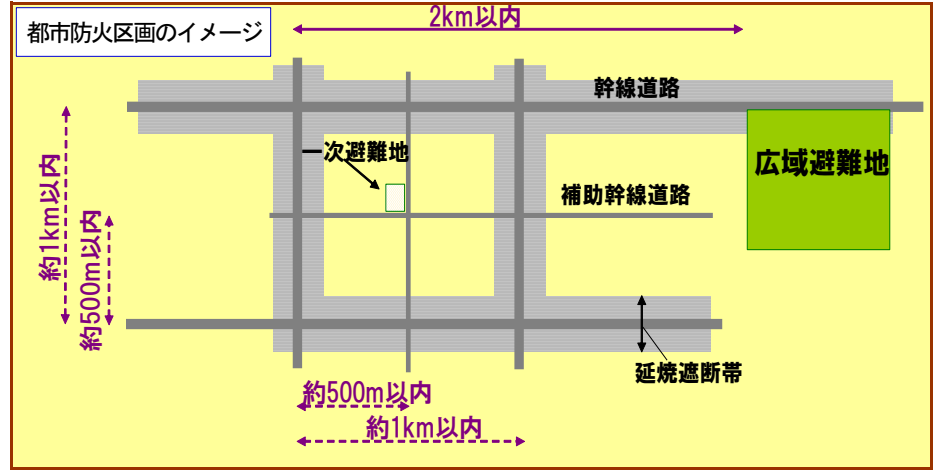 都市防火区画のイメージ
2km以内
幹線道路
一次避難地
広域避難地
補助幹線道路
約1km以内
約500m以内
延焼遮断帯
約500m以内
約1km以内